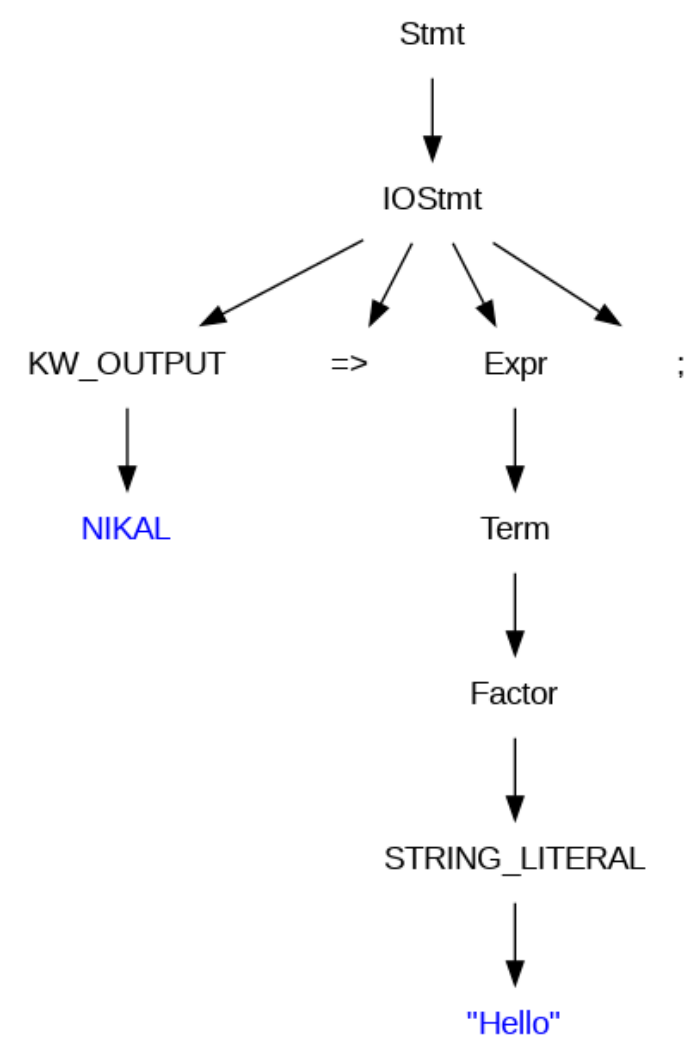 Stmt
IOStmt
KW_OUTPUT => Expr ;
NIKAL Term
Factor
STRING_LITERAL
"Hello"